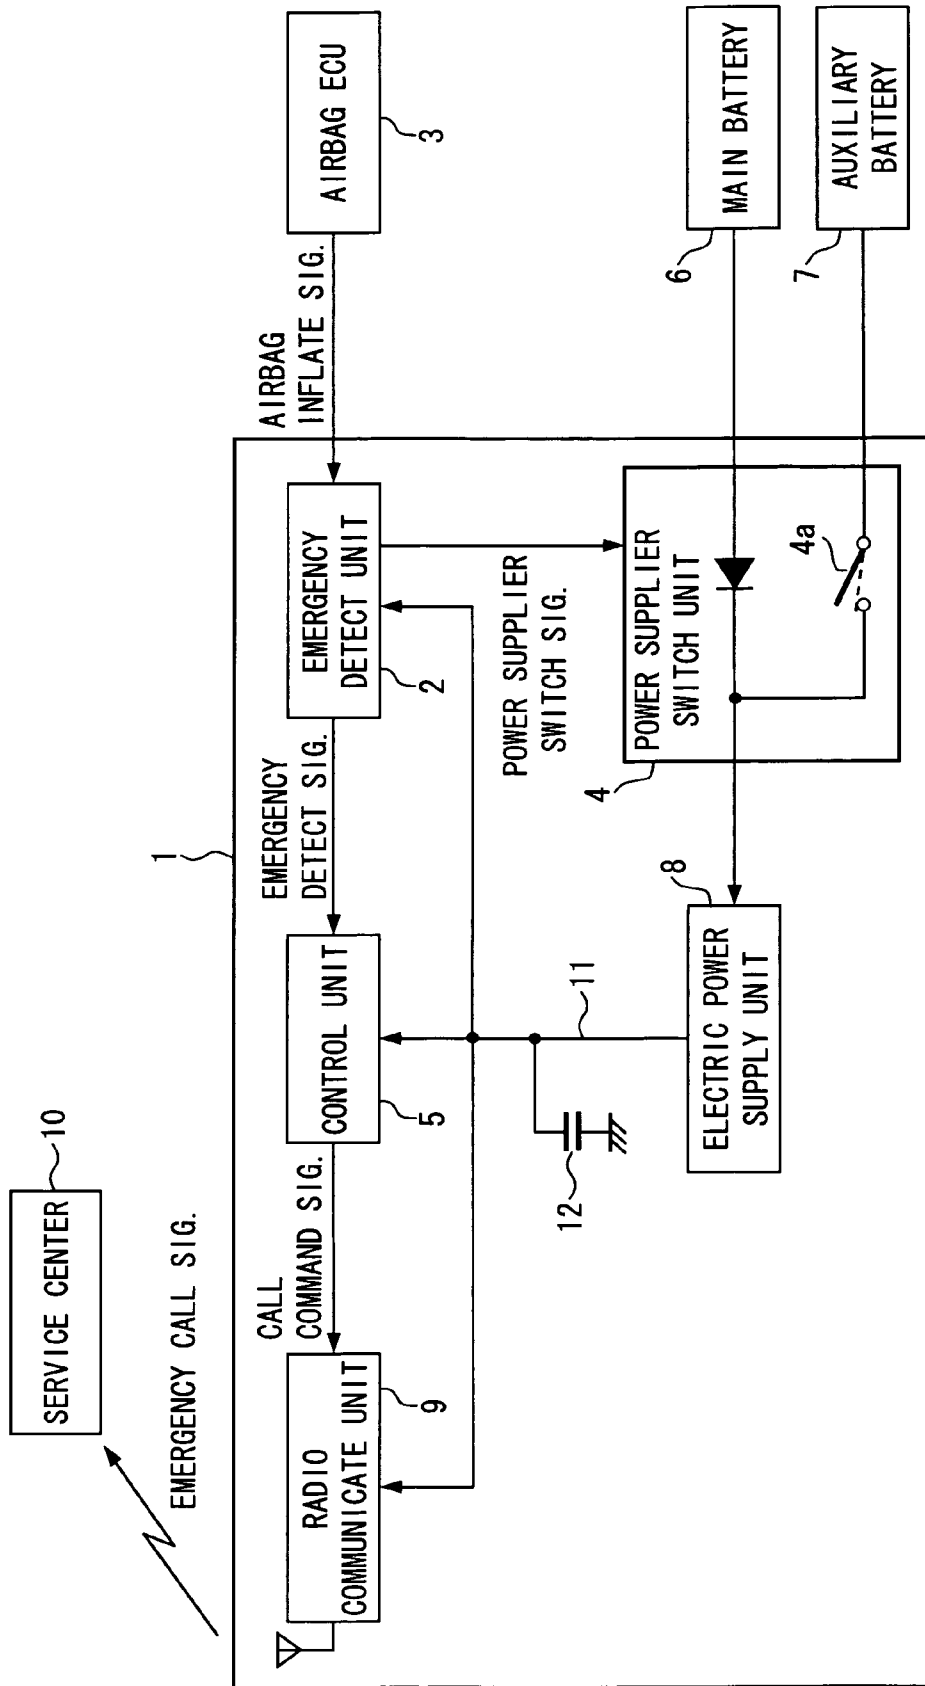 SERVICE CENTER
10
EMERGENCY CALL SIG.
1
RADIO
COMMUNICATE UNIT
9
CALL
COMMAND SIG.
CONTROL UNIT
5
EMERGENCY
DETECT SIG.
EMERGENCY
DETECT UNIT
2
AIRBAG
INFLATE SIG.
AIRBAG ECU
3
POWER SUPPLIER
SWITCH SIG.
12
11
ELECTRIC POWER
SUPPLY UNIT
8
POWER SUPPLIER
SWITCH UNIT
4
4a
MAIN BATTERY
6
AUXILIARY
BATTERY
7